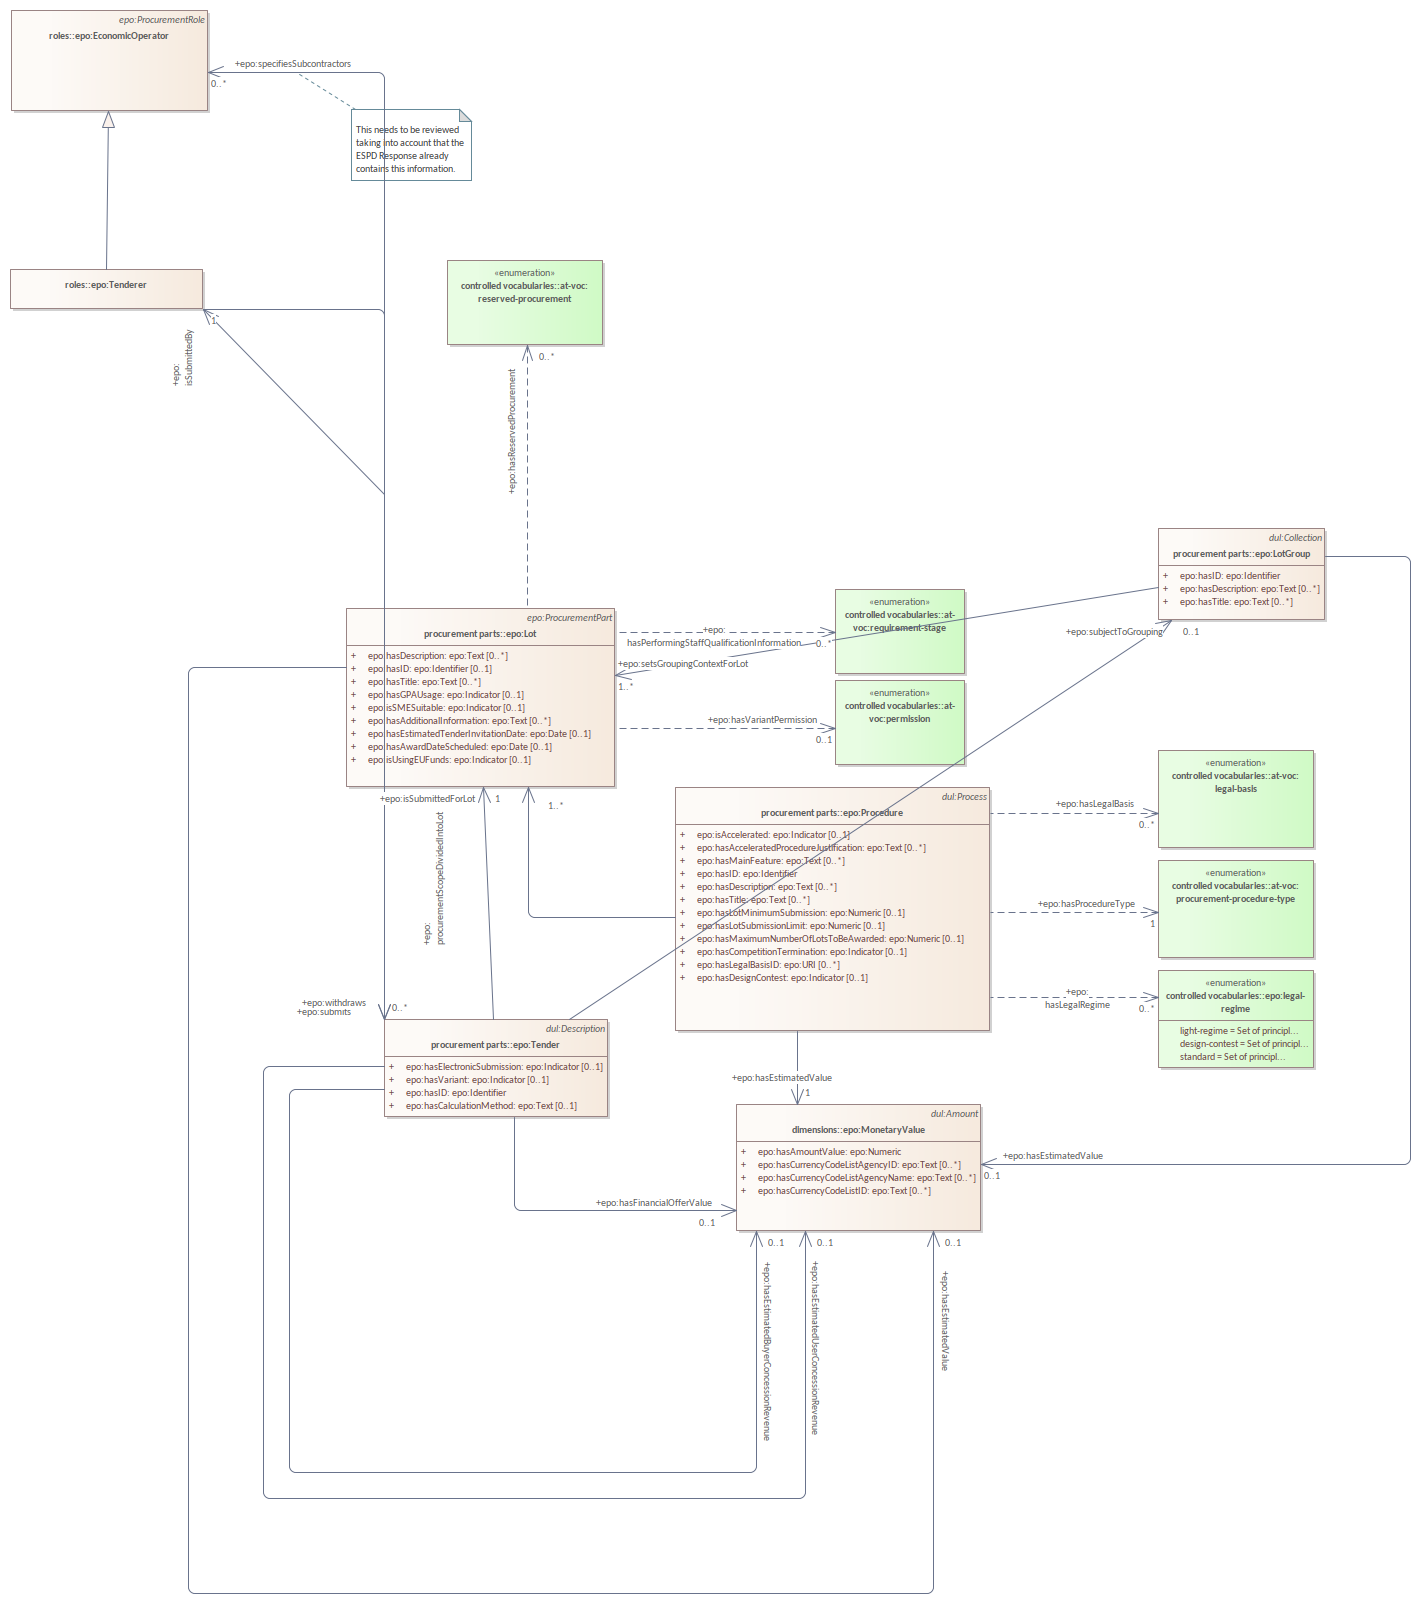 epo:ProcurementRole
roles::epo:EconomicOperator
+epo:specifiesSubcontractors
0..*
This needs to be reviewed
taking into account that the
ESPD Response already
contains this information.
roles::epo:Tenderer
1
+epo:
isSubmittedBy
«enumeration»
controlled vocabularies::at-voc:
reserved-procurement
0..*
+epo:hasReservedProcurement
dul:Collection
procurement parts::epo:LotGroup
+ epo:hasID: epo:Identifier
+ epo:hasDescription: epo:Text [0..*]
+ epo:hasTitle: epo:Text [0..*]
+epo:subjectToGrouping
0..1
epo:ProcurementPart
procurement parts::epo:Lot
+ epo:hasDescription: epo:Text [0..*]
+ epo:hasID: epo:Identifier [0..1]
+ epo:hasTitle: epo:Text [0..*]
+ epo:hasGPAUsage: epo:Indicator [0..1]
+ epo:isSMESuitable: epo:Indicator [0..1]
+ epo:hasAdditionalInformation: epo:Text [0..*]
+ epo:hasEstimatedTenderInvitationDate: epo:Date [0..1]
+ epo:hasAwardDateScheduled: epo:Date [0..1]
+ epo:isUsingEUFunds: epo:Indicator [0..1]
+epo:
hasPerformingStaffQualificationInformation
0..*
+epo:setsGroupingContextForLot
1..*
«enumeration»
controlled vocabularies::at-
voc:requirement-stage
+epo:hasVariantPermission
0..1
«enumeration»
controlled vocabularies::at-
voc:permission
+epo:isSubmittedForLot
1
1..*
+epo:
procurementScopeDividedIntoLot
dul:Process
procurement parts::epo:Procedure
+ epo:isAccelerated: epo:Indicator [0..1]
+ epo:hasAcceleratedProcedureJustification: epo:Text [0..*]
+ epo:hasMainFeature: epo:Text [0..*]
+ epo:hasID: epo:Identifier
+ epo:hasDescription: epo:Text [0..*]
+ epo:hasTitle: epo:Text [0..*]
+ epo:hasLotMinimumSubmission: epo:Numeric [0..1]
+ epo:hasLotSubmissionLimit: epo:Numeric [0..1]
+ epo:hasMaximumNumberOfLotsToBeAwarded: epo:Numeric [0..1]
+ epo:hasCompetitionTermination: epo:Indicator [0..1]
+ epo:hasLegalBasisID: epo:URI [0..*]
+ epo:hasDesignContest: epo:Indicator [0..1]
+epo:hasLegalBasis
0..*
«enumeration»
controlled vocabularies::at-voc:
legal-basis
+epo:hasProcedureType
1
«enumeration»
controlled vocabularies::at-voc:
procurement-procedure-type
+epo:
hasLegalRegime
0..*
«enumeration»
controlled vocabularies::epo:legal-
regime
light-regime = Set of principl...
design-contest = Set of principl...
standard = Set of principl...
+epo:withdraws
+epo:submits
0..*
dul:Description
procurement parts::epo:Tender
+ epo:hasElectronicSubmission: epo:Indicator [0..1]
+ epo:hasVariant: epo:Indicator [0..1]
+ epo:hasID: epo:Identifier
+ epo:hasCalculationMethod: epo:Text [0..1]
+epo:hasEstimatedValue
1
dul:Amount
dimensions::epo:MonetaryValue
+ epo:hasAmountValue: epo:Numeric
+ epo:hasCurrencyCodeListAgencyID: epo:Text [0..*]
+ epo:hasCurrencyCodeListAgencyName: epo:Text [0..*]
+ epo:hasCurrencyCodeListID: epo:Text [0..*]
+epo:hasEstimatedValue
0..1
+epo:hasFinancialOfferValue
0..1
0..1
0..1
0..1
+epo:hasEstimatedBuyerConcessionRevenue
+epo:hasEstimatedUserConcessionRevenue
+epo:hasEstimatedValue